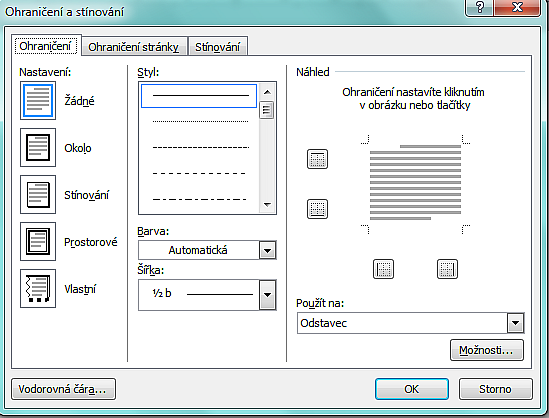 Ohraničení a stínování
Ohraničení
Ohraničení stránky
Stínování
Nastavení:
Žádné
Okolo
Stínování
Prostorové
Vlastní
Styl:
Barva:
Automatická
Šířka:
½ b
Náhled
Ohraničení nastavíte kliknutím
v obrázku nebo tlačítky
Použít na:
Odstavec
Možnosti...
Vodorovná čára...
OK
Storno